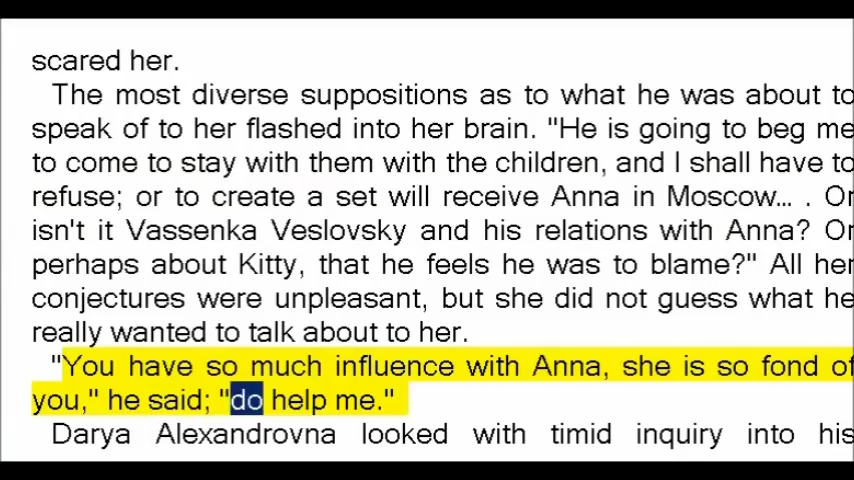 scared her.
The most diverse suppositions as to what he was about to
speak of to her flashed into her brain. "He is going to beg me
to come to stay with them with the children, and I shall have to
refuse; or to create a set will receive Anna in Moscow... . Or
isn't it Vassenka Veslovsky and his relations with Anna? Or
perhaps about Kitty, that he feels he was to blame?" All her
conjectures were unpleasant, but she did not guess what he
really wanted to talk about to her.
"You have so much influence with Anna, she is so fond of
you," he said; "do help me."
Darya Alexandrovna looked with timid inquiry into his